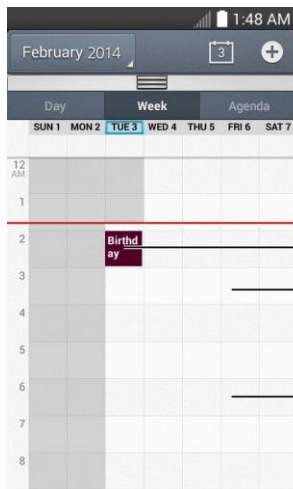 1:48 AM
February 2014
3
Day Week Agenda
SUN 1 MON 2 TUE 3 WED 4 THU 5 FRI 6 SAT 7
12
AM
1
2
Birthd
ay
3
4
5
6
7
8